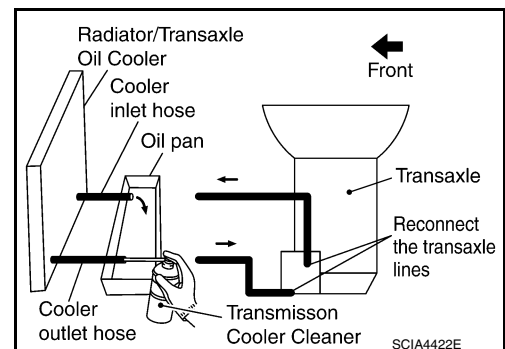 Radiator/Transaxle
Oil Cooler
Cooler
inlet hose
Oil pan
Front
Transaxle
Reconnect
the transaxle
lines
Cooler
outlet hose
Transmisson
Cooler Cleaner
SCIA4422E